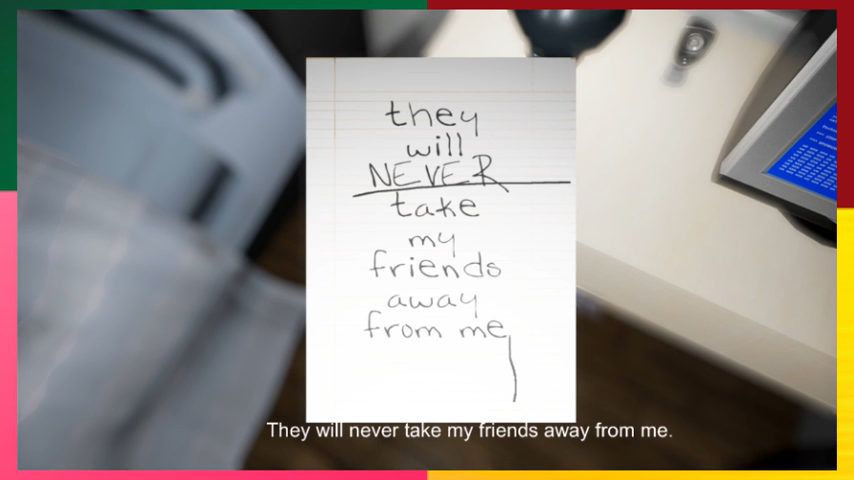 they
will
NEVER
take
my
friends
away
from me
They will never take my friends away from me.